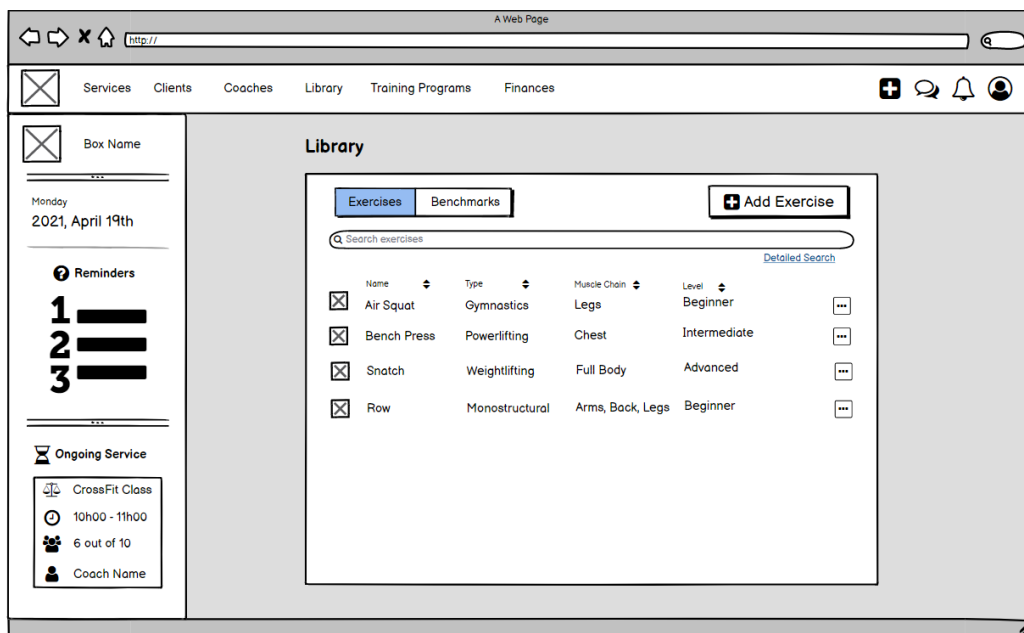 A Web Page
http://
Services Clients Coaches Library Training Programs Finances
Box Name
Monday
2021, April 19th
Reminders
1
2
3
Ongoing Service
CrossFit Class
10h00 - 11h00
6 out of 10
Coach Name
Library
Exercises Benchmarks
Add Exercise
Search exercises
Detailed Search
Name Type Muscle Chain Level
Air Squat Gymnastics Legs Beginner
Bench Press Powerlifting Chest Intermediate
Snatch Weightlifting Full Body Advanced
Row Monostructural Arms, Back, Legs Beginner